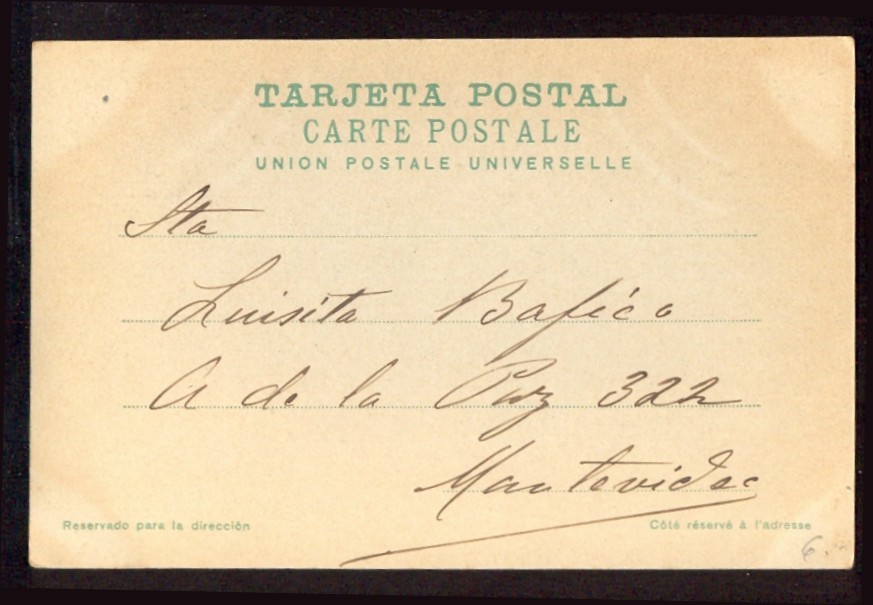 TARJETA POSTAL
CARTE POSTALE
UNION POSTALE UNIVERSELLE
Sta
Luisita Bafico
A de la Paz 322
Montevideo
Reservado para la dirección
Côté réservé à l'adresse
6.